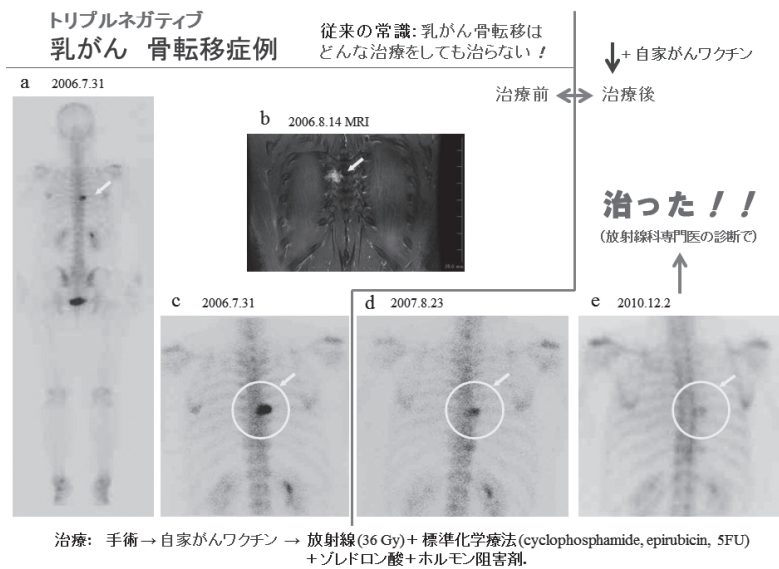 トリプルネガティブ
乳がん 骨転移症例
従来の常識：乳がん骨転移は
どんな治療をしても治らない！
＋自家がんワクチン
治療前
治療後
a 2006.7.31
b 2006.8.14 MRI
治った！！
(放射線科専門医の診断で)
c 2006.7.31
d 2007.8.23
e 2010.12.2
治療： 手術→自家がんワクチン → 放射線(36 Gy)＋標準化学療法(cyclophosphamide, epirubicin, 5FU)
＋ゾレドロン酸＋ホルモン阻害剤.